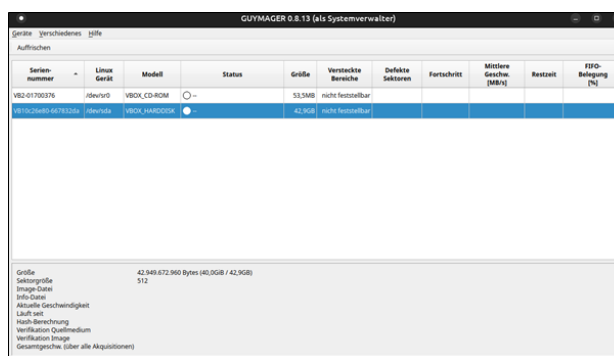 GUYMAGER 0.8.13 (als Systemverwalter)
Geräte Verschiedenes Hilfe
Auffrischen
Serien-nummer Linux Gerät Modell Status Größe Versteckte Bereiche Defekte Sektoren Fortschritt Mittlere Geschw. [MB/s] Restzeit FIFO-Belegung [%]
VB2-01700376 /dev/sr0 VBOX_CD-ROM -- 53,5MB nicht feststellbar
VB10c26e80-667832da /dev/sda VBOX_HARDDISK -- 42,9GB nicht feststellbar
Größe 42.949.672.960 Bytes (40,0GiB / 42,9GB)
Sektorgröße 512
Image-Datei
Info-Datei
Aktuelle Geschwindigkeit
Läuft seit
Hash-Berechnung
Verifikation Quellmedium
Verifikation Image
Gesamtgeschw. (über alle Akquisitionen)